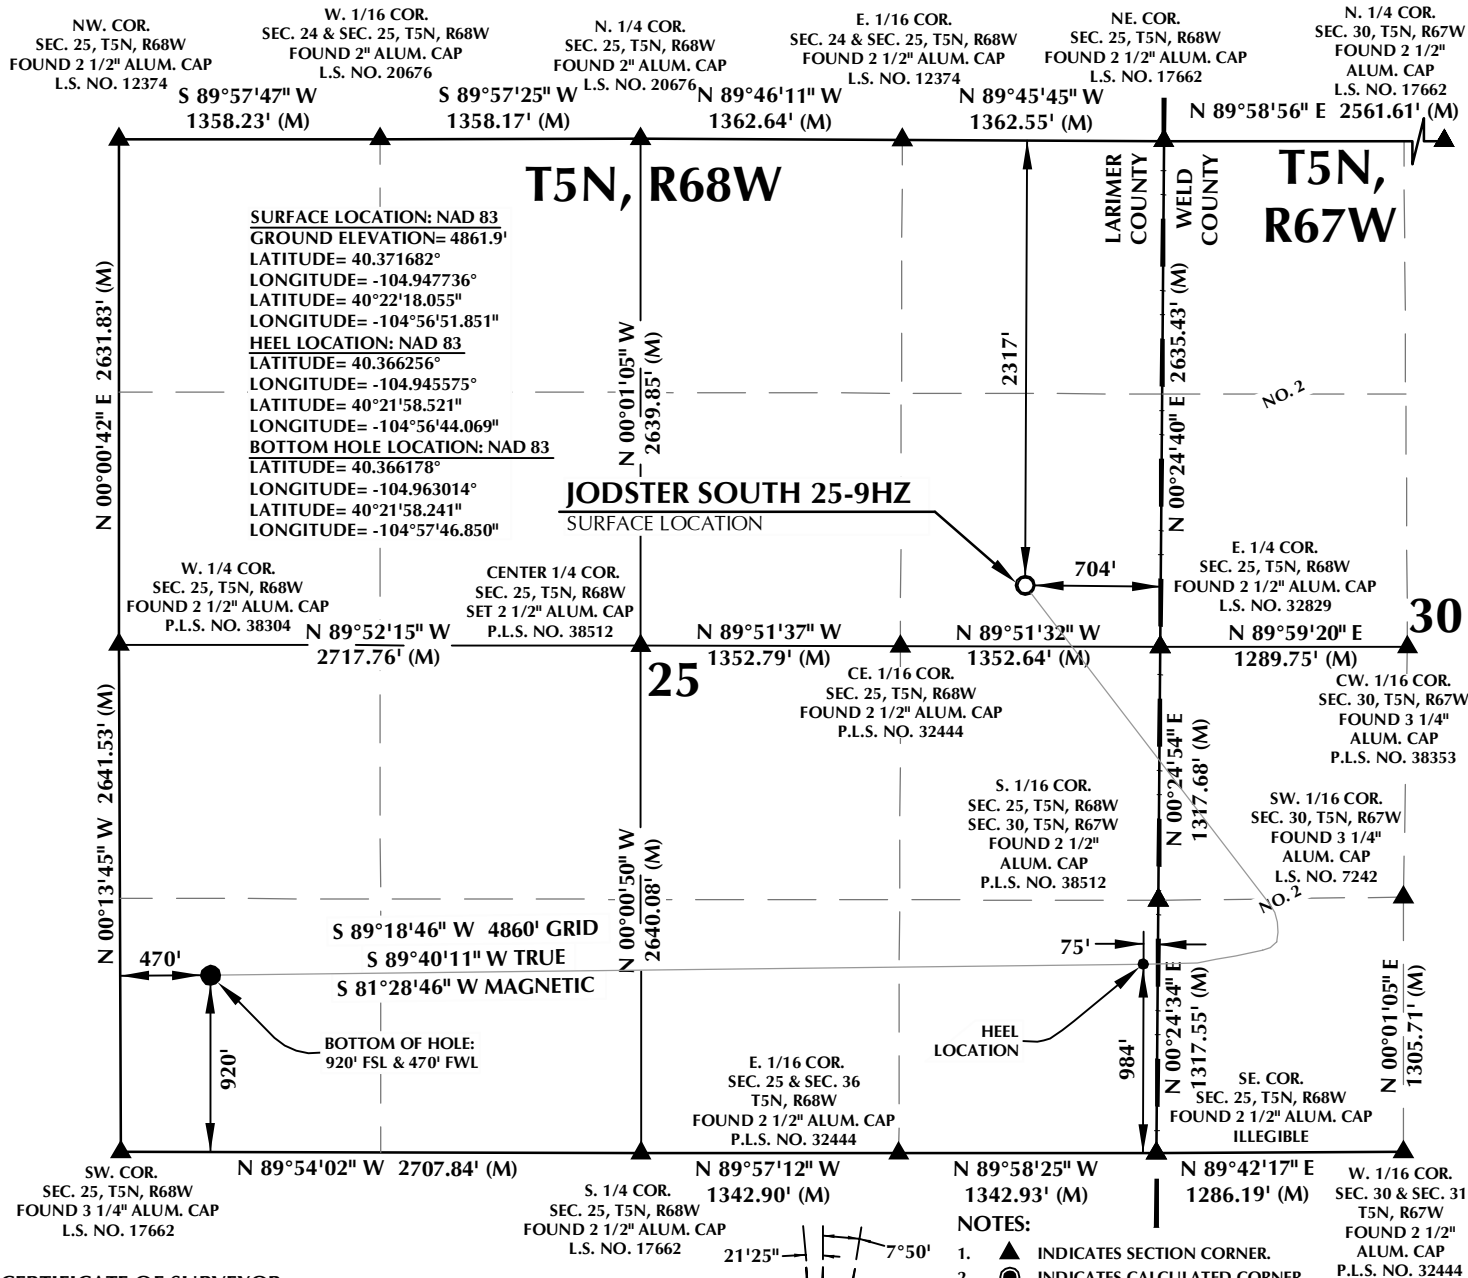 NW. COR.
SEC. 25, T5N, R68W
FOUND 2 1/2" ALUM. CAP
L.S. NO. 12374
W. 1/16 COR.
SEC. 24 & SEC. 25, T5N, R68W
FOUND 2" ALUM. CAP
L.S. NO. 20676
N. 1/4 COR.
SEC. 25, T5N, R68W
FOUND 2" ALUM. CAP
L.S. NO. 20676
E. 1/16 COR.
SEC. 24 & SEC. 25, T5N, R68W
FOUND 2 1/2" ALUM. CAP
L.S. NO. 12374
NE. COR.
SEC. 25, T5N, R68W
FOUND 2 1/2" ALUM. CAP
L.S. NO. 17662
N. 1/4 COR.
SEC. 30, T5N, R67W
FOUND 2 1/2"
ALUM. CAP
L.S. NO. 17662
S 89°57'47" W
1358.23' (M)
S 89°57'25" W
1358.17' (M)
N 89°46'11" W
1362.64' (M)
N 89°45'45" W
1362.55' (M)
N 89°58'56" E 2561.61' (M)
T5N, R68W
LARIMER
COUNTY
WELD
COUNTY
T5N,
R67W
SURFACE LOCATION: NAD 83
GROUND ELEVATION= 4861.9'
LATITUDE= 40.371682°
LONGITUDE= -104.947736°
LATITUDE= 40°22'18.055"
LONGITUDE= -104°56'51.851"
HEEL LOCATION: NAD 83
LATITUDE= 40.366256°
LONGITUDE= -104.945575°
LATITUDE= 40°21'58.521"
LONGITUDE= -104°56'44.069"
BOTTOM HOLE LOCATION: NAD 83
LATITUDE= 40.366178°
LONGITUDE= -104.963014°
LATITUDE= 40°21'58.241"
LONGITUDE= -104°57'46.850"
N 00°00'42" E 2631.83' (M)
N 00°01'05" W
2639.85' (M)
2317'
N 00°24'40" E 2635.43' (M)
NO. 2
JODSTER SOUTH 25-9HZ
SURFACE LOCATION
704'
W. 1/4 COR.
SEC. 25, T5N, R68W
FOUND 2 1/2" ALUM. CAP
P.L.S. NO. 38304
CENTER 1/4 COR.
SEC. 25, T5N, R68W
SET 2 1/2" ALUM. CAP
P.L.S. NO. 38512
E. 1/4 COR.
SEC. 25, T5N, R68W
FOUND 2 1/2" ALUM. CAP
L.S. NO. 32829
30
N 89°52'15" W
2717.76' (M)
N 89°51'37" W
1352.79' (M)
N 89°51'32" W
1352.64' (M)
N 89°59'20" E
1289.75' (M)
25
CE. 1/16 COR.
SEC. 25, T5N, R68W
FOUND 2 1/2" ALUM. CAP
P.L.S. NO. 32444
CW. 1/16 COR.
SEC. 30, T5N, R67W
FOUND 3 1/4"
ALUM. CAP
P.L.S. NO. 38353
N 00°13'45" W 2641.53' (M)
N 00°00'50" W
2640.08' (M)
N 00°24'54" E
1317.68' (M)
S. 1/16 COR.
SEC. 25, T5N, R68W
SEC. 30, T5N, R67W
FOUND 2 1/2"
ALUM. CAP
P.L.S. NO. 38512
SW. 1/16 COR.
SEC. 30, T5N, R67W
FOUND 3 1/4"
ALUM. CAP
L.S. NO. 7242
NO. 2
S 89°18'46" W 4860' GRID
S 89°40'11" W TRUE
S 81°28'46" W MAGNETIC
470'
920'
BOTTOM OF HOLE:
920' FSL & 470' FWL
75'
984'
HEEL
LOCATION
N 00°24'34" E
1317.55' (M)
N 00°01'05" E
1305.71' (M)
E. 1/16 COR.
SEC. 25 & SEC. 36
T5N, R68W
FOUND 2 1/2" ALUM. CAP
P.L.S. NO. 32444
SE. COR.
SEC. 25, T5N, R68W
FOUND 2 1/2" ALUM. CAP
ILLEGIBLE
N 89°54'02" W 2707.84' (M)
N 89°57'12" W
1342.90' (M)
N 89°58'25" W
1342.93' (M)
N 89°42'17" E
1286.19' (M)
SW. COR.
SEC. 25, T5N, R68W
FOUND 3 1/4" ALUM. CAP
L.S. NO. 17662
S. 1/4 COR.
SEC. 25, T5N, R68W
FOUND 2 1/2" ALUM. CAP
L.S. NO. 17662
W. 1/16 COR.
SEC. 30 & SEC. 31
T5N, R67W
FOUND 2 1/2"
ALUM. CAP
P.L.S. NO. 32444
21'25"
7°50'
NOTES:
1. INDICATES SECTION CORNER.
2. INDICATES CALCULATED CORNER
CERTIFICATE OF SURVEYOR